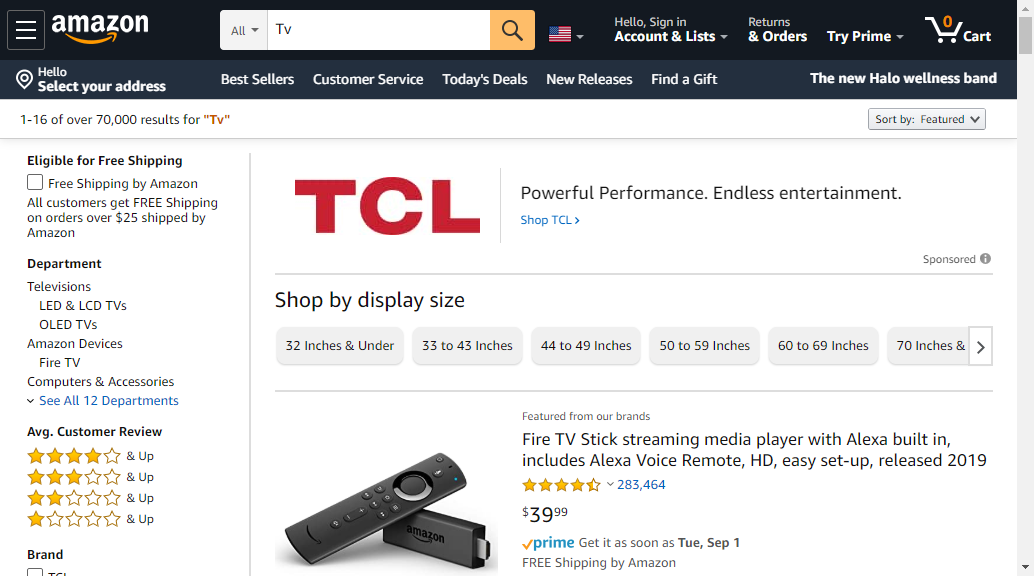 amazon
All
Tv
Hello, Sign in
Account & Lists
Returns
& Orders
Try Prime
0
Cart
Hello
Select your address
Best Sellers
Customer Service
Today's Deals
New Releases
Find a Gift
The new Halo wellness band
1-16 of over 70,000 results for "Tv"
Sort by: Featured
Eligible for Free Shipping
Free Shipping by Amazon
All customers get FREE Shipping
on orders over $25 shipped by
Amazon
Department
Televisions
LED & LCD TVs
OLED TVs
Amazon Devices
Fire TV
Computers & Accessories
See All 12 Departments
Avg. Customer Review
& Up
& Up
& Up
& Up
Brand
TCL
TCL
Powerful Performance. Endless entertainment.
Shop TCL
Sponsored
Shop by display size
32 Inches & Under
33 to 43 Inches
44 to 49 Inches
50 to 59 Inches
60 to 69 Inches
70 Inches &
amazon
Featured from our brands
Fire TV Stick streaming media player with Alexa built in,
includes Alexa Voice Remote, HD, easy set-up, released 2019
283,464
$3999
prime Get it as soon as Tue, Sep 1
FREE Shipping by Amazon